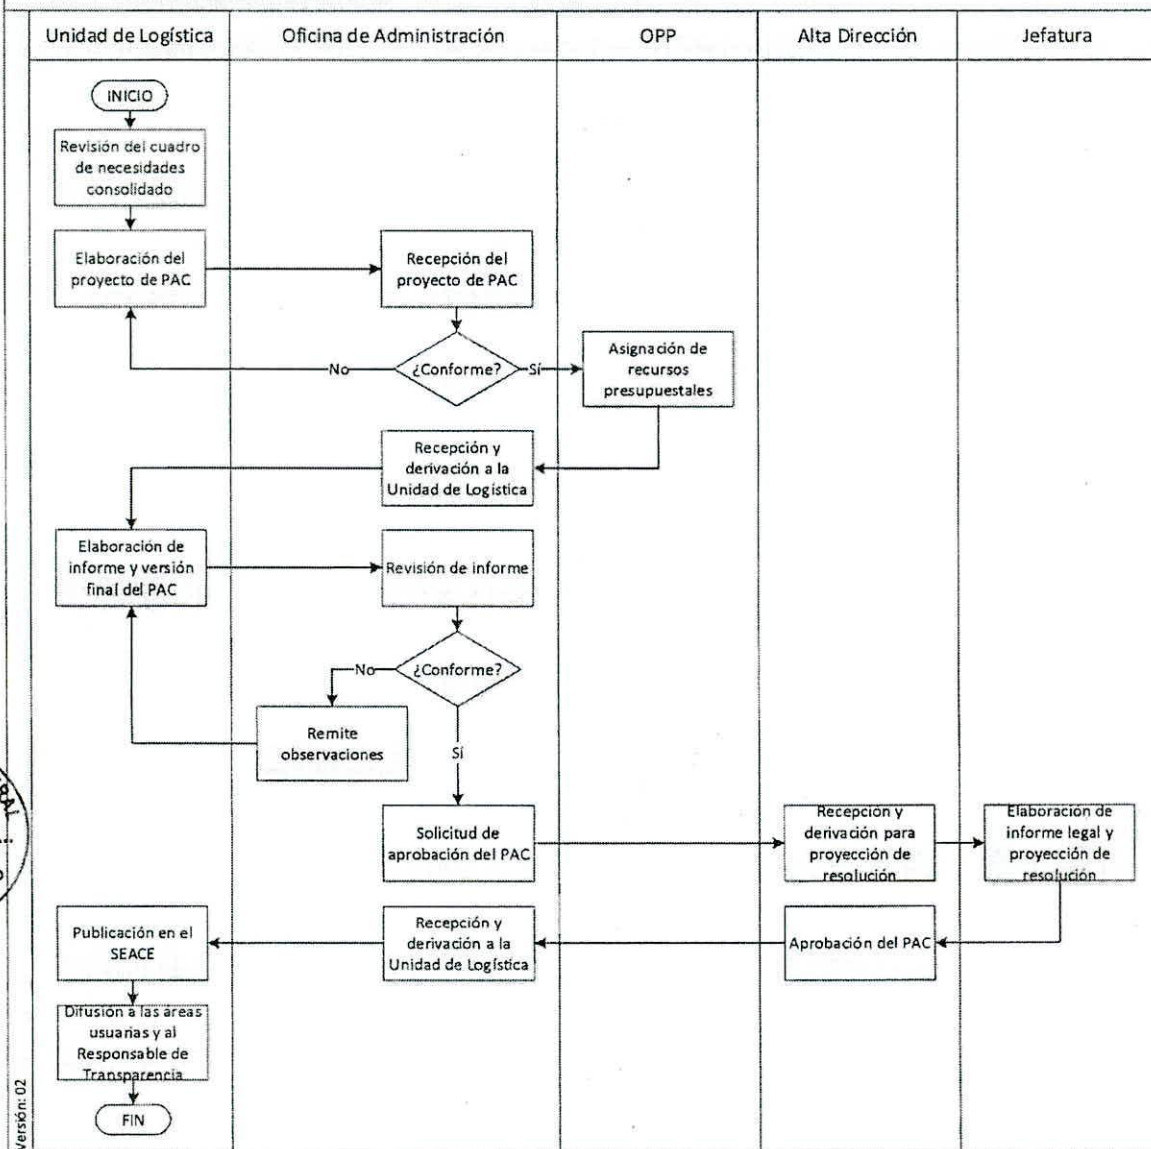 Unidad de Logística
Oficina de Administración
OPP
Alta Dirección
Jefatura
INICIO
Revisión del cuadro
de necesidades
consolidado
Elaboración del
proyecto de PAC
Recepción del
proyecto de PAC
¿Conforme?
No
Sí
Asignación de
recursos
presupuestales
Recepción y
derivación a la
Unidad de Logística
Elaboración de
informe y versión
final del PAC
Revisión de informe
¿Conforme?
No
Remite
observaciones
Sí
Solicitud de
aprobación del PAC
Recepción y
derivación para
proyección de
resolución
Elaboración de
informe legal y
proyección de
resolución
Aprobación del PAC
Recepción y
derivación a la
Unidad de Logística
Publicación en el
SEACE
Difusión a las áreas
usuarias y al
Responsable de
Transparencia
FIN
Versión: 02